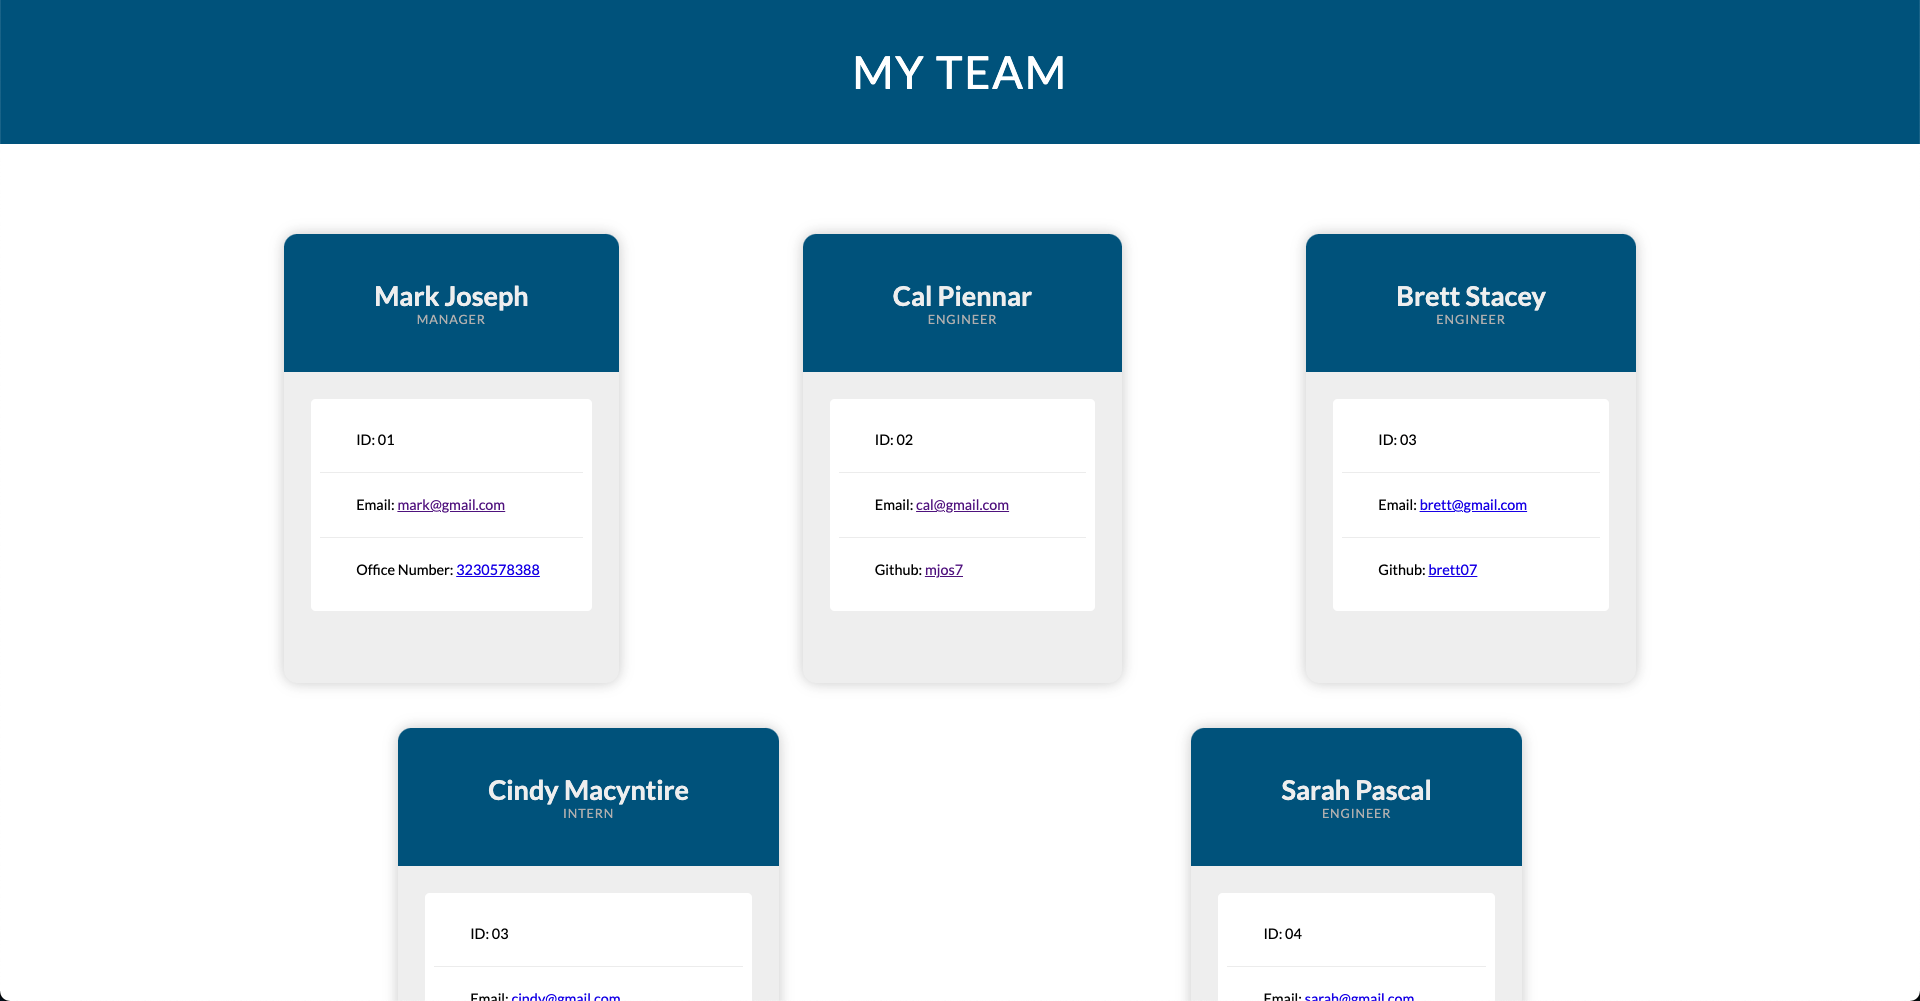 MY TEAM
Mark Joseph
MANAGER
ID: 01
Email: mark@gmail.com
Office Number: 3230578388
Cal Piennar
ENGINEER
ID: 02
Email: cal@gmail.com
Github: mjos7
Brett Stacey
ENGINEER
ID: 03
Email: brett@gmail.com
Github: brett07
Cindy Macyntire
INTERN
ID: 03
Email: cindy@gmail.com
Sarah Pascal
ENGINEER
ID: 04
Email: sarah@gmail.com